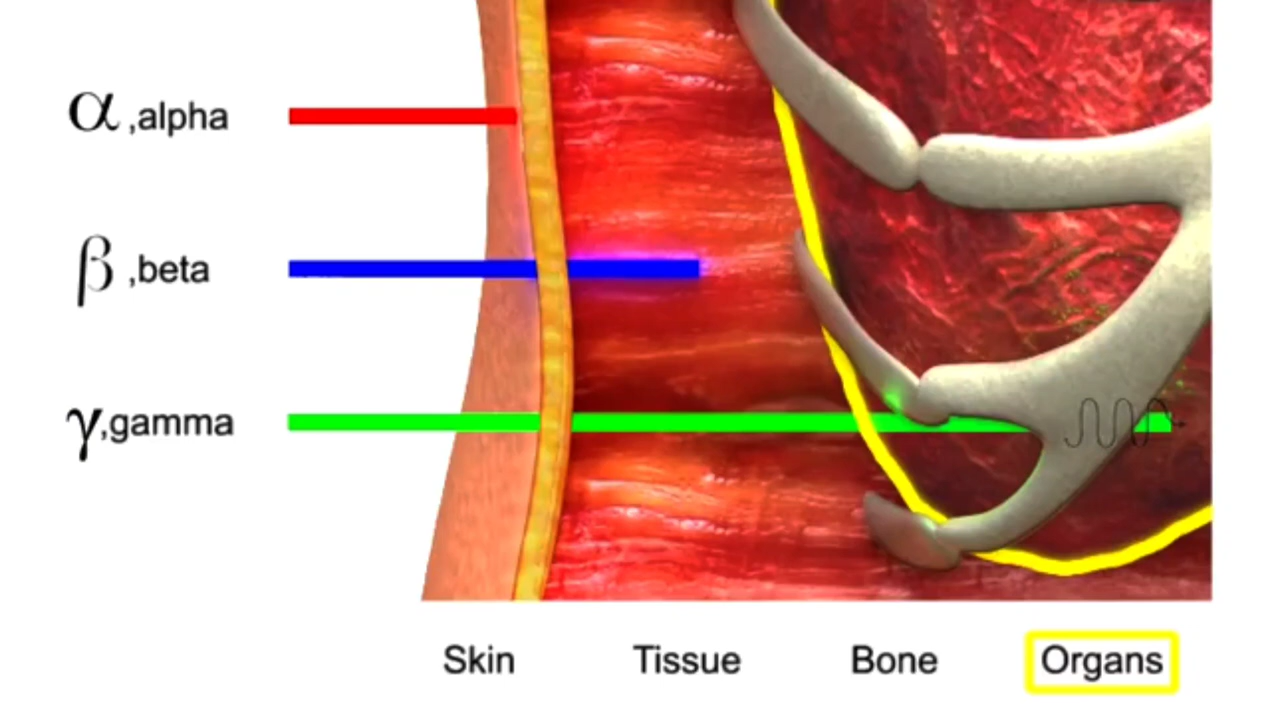 α ,alpha
β ,beta
γ,gamma
Skin Tissue Bone Organs